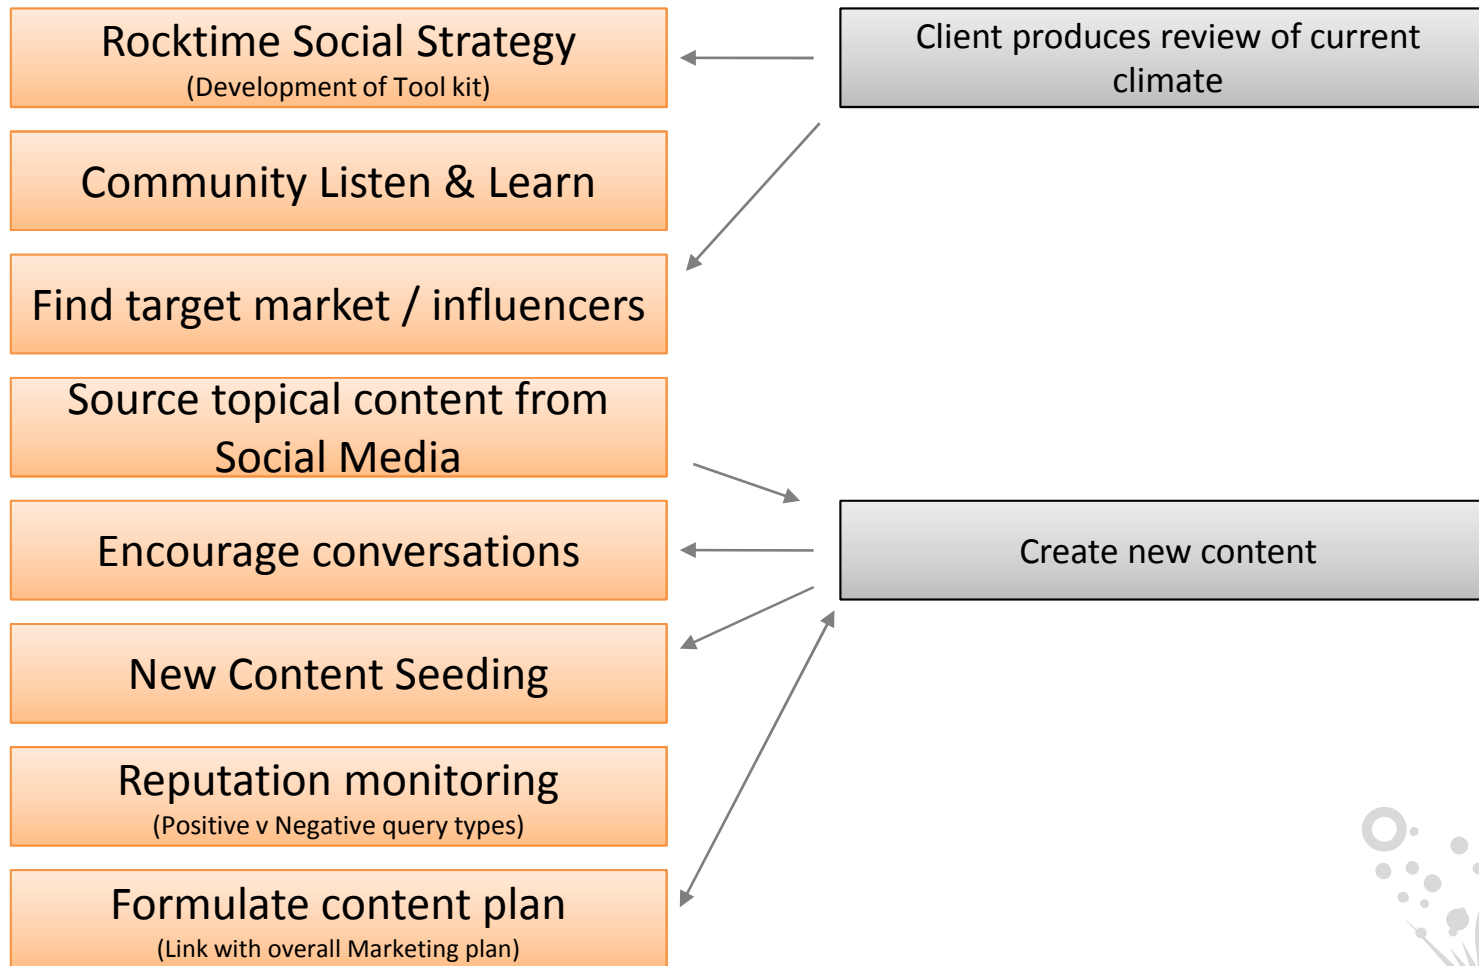 Rocktime Social Strategy
(Development of Tool kit)
Client produces review of current
climate
Community Listen & Learn
Find target market / influencers
Source topical content from
Social Media
Encourage conversations
Create new content
New Content Seeding
Reputation monitoring
(Positive v Negative query types)
Formulate content plan
(Link with overall Marketing plan)